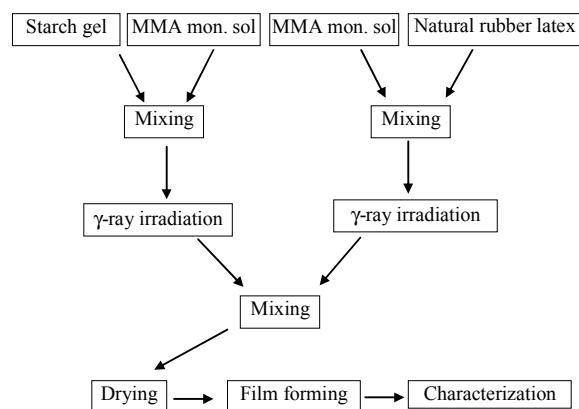 Starch gel
MMA mon. sol
MMA mon. sol
Natural rubber latex
Mixing
Mixing
γ-ray irradiation
γ-ray irradiation
Mixing
Drying
Film forming
Characterization